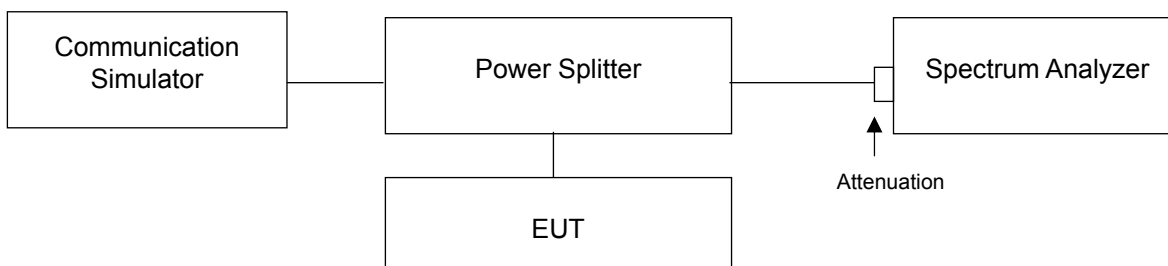 Communication
Simulator
Power Splitter
Spectrum Analyzer
Attenuation
EUT